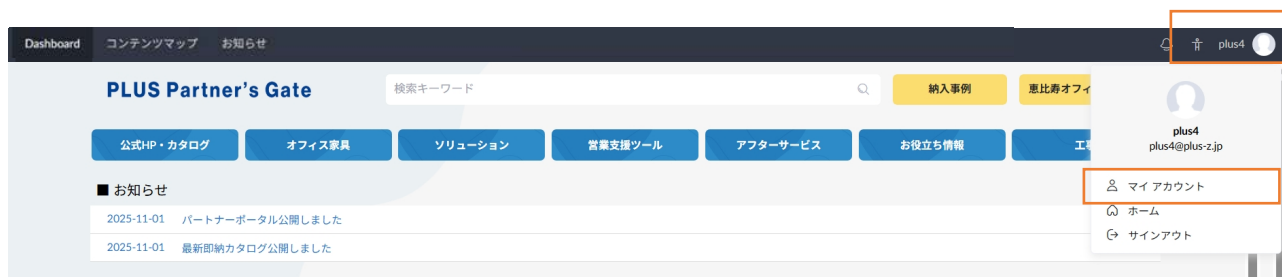 Dashboard コンテンツマップ お知らせ plus4
PLUS Partner's Gate 検索キーワード 納入事例 恵比寿オフィ
公式HP・カタログ オフィス家具 ソリューション 営業支援ツール アフターサービス お役立ち情報 工事
plus4
plus4@plus-z.jp
■ お知らせ
マイ アカウント
2025-11-01 パートナーポータル公開しました
ホーム
サインアウト
2025-11-01 最新即納カタログ公開しました